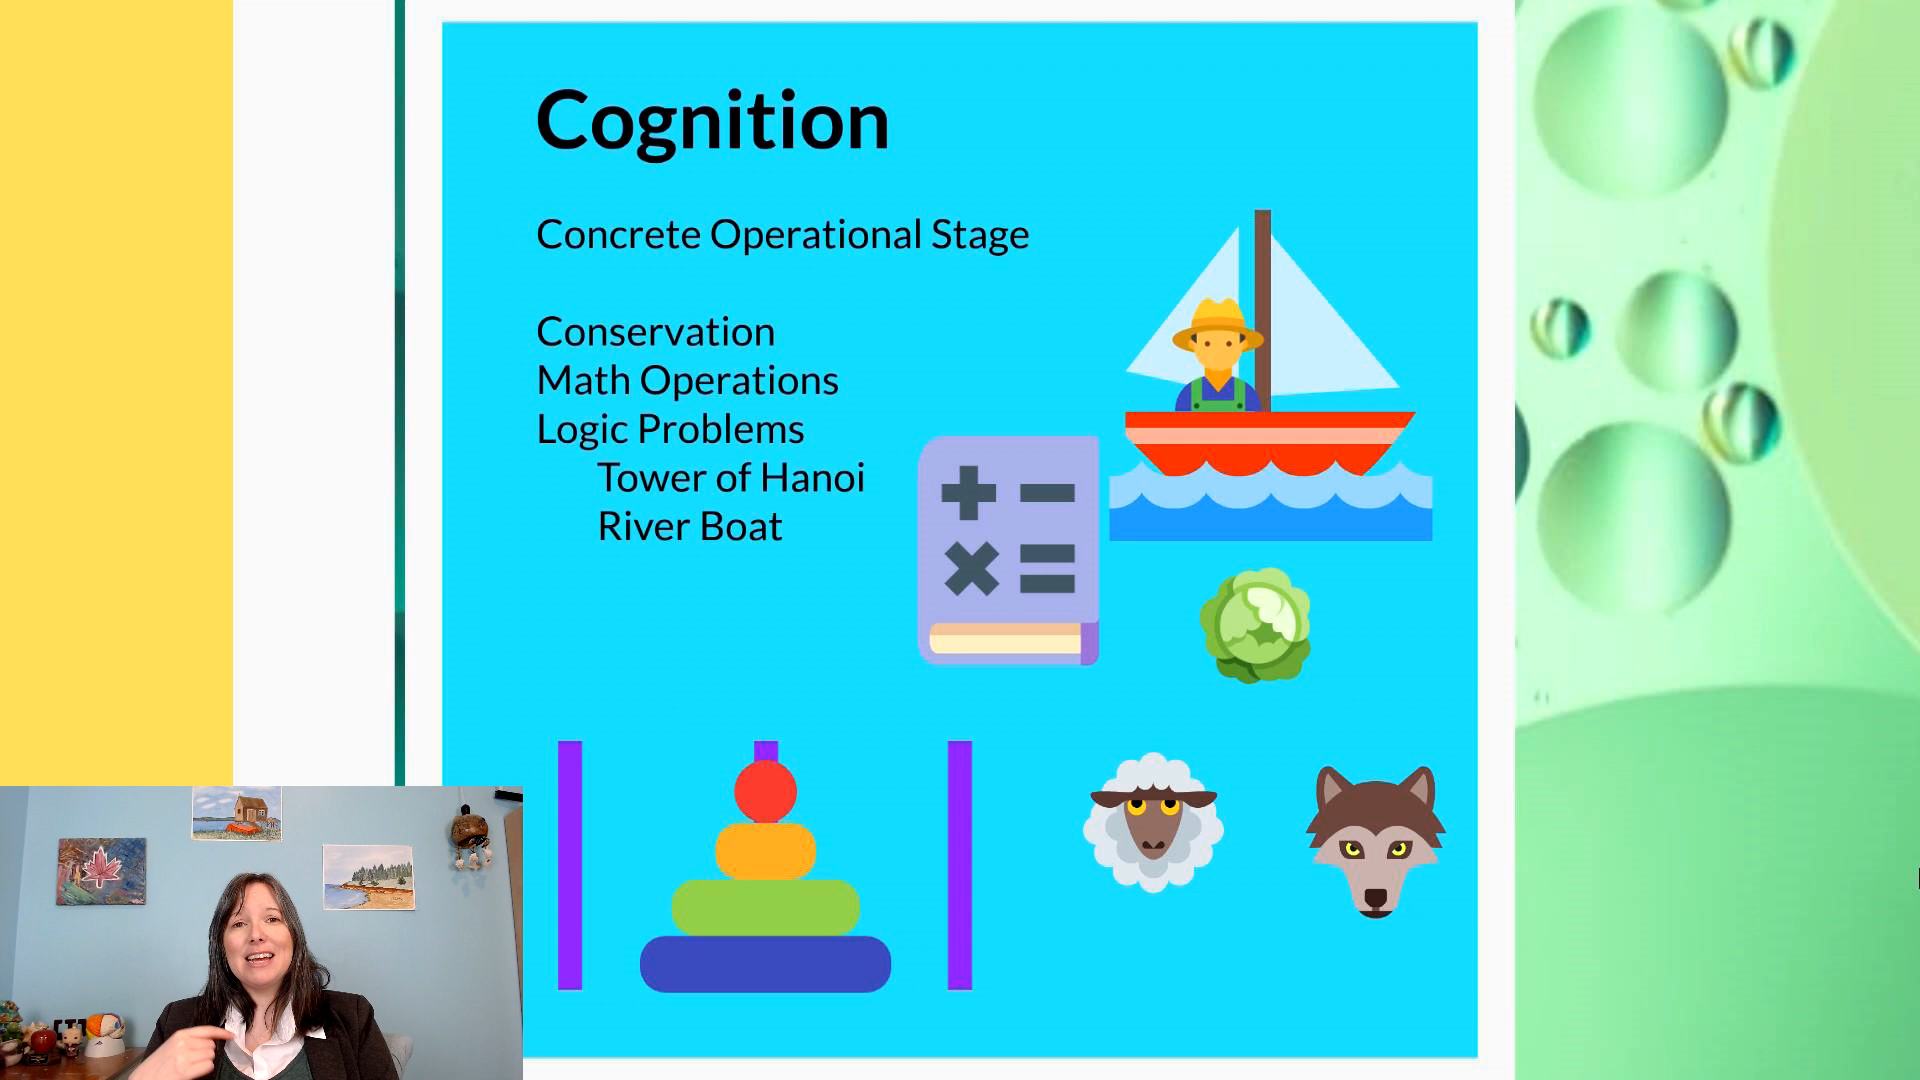 Cognition
Concrete Operational Stage
Conservation
Math Operations
Logic Problems
Tower of Hanoi
River Boat